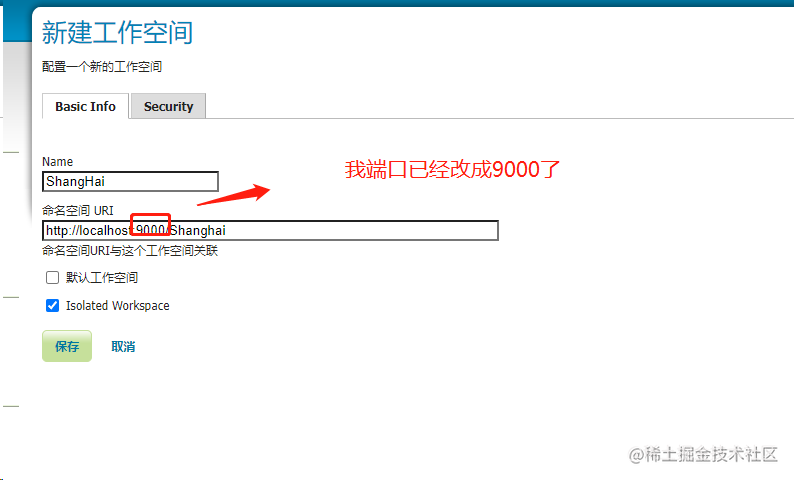 新建工作空间
配置一个新的工作空间
Basic Info
Security
Name
我端口已经改成9000了
ShangHai
命名空间 URI
http://localhost:9000/Shanghai
命名空间URI与这个工作空间关联
默认工作空间
Isolated Workspace
保存
取消
@稀土掘金技术社区